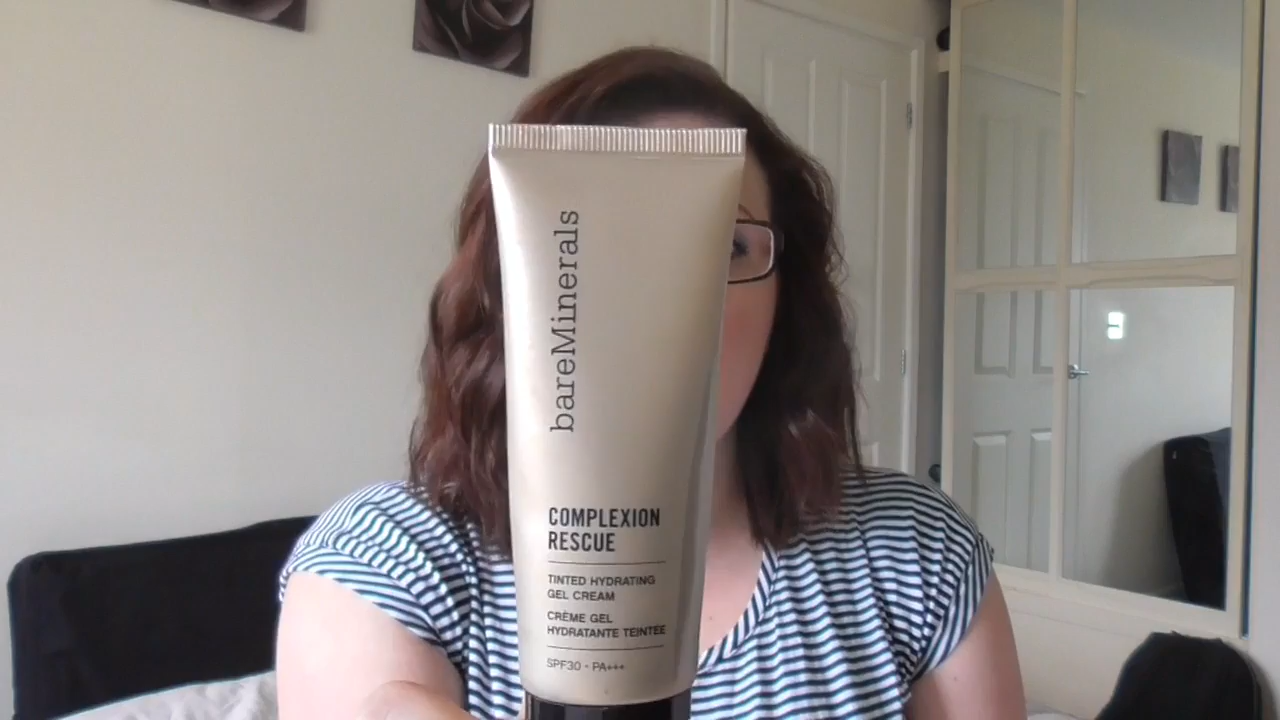 bareMinerals
COMPLEXION
RESCUE
TINTED HYDRATING
GEL CREAM
CRÈME GEL
HYDRATANTE TEINTÉE
SPF30 - PA+++